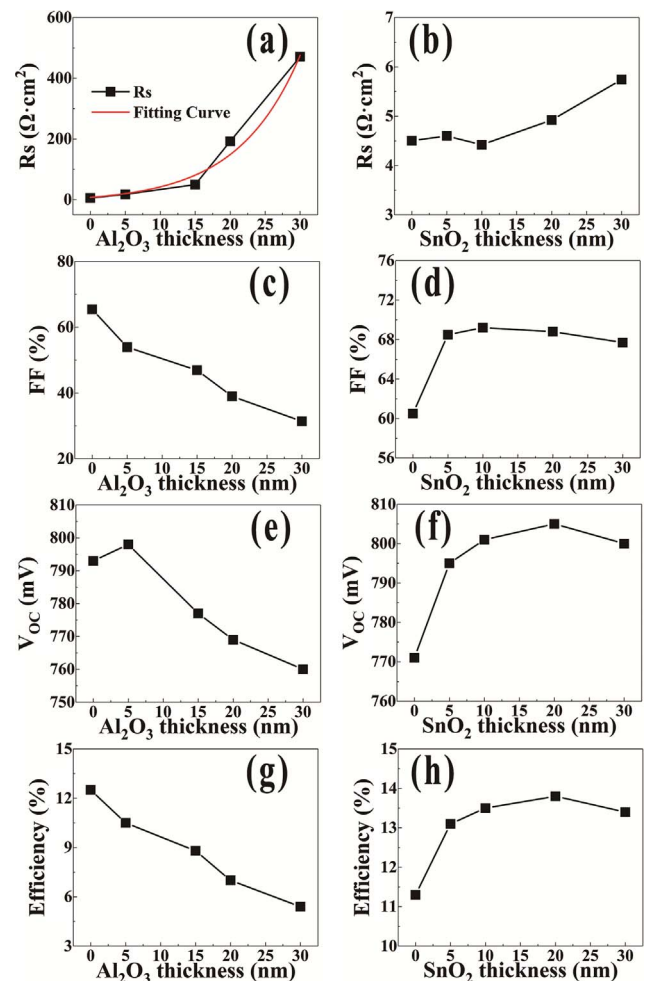 (a)
Rs (Ω·cm²)
600
400
200
0
Rs
Fitting Curve
0 5 10 15 20 25 30
Al₂O₃ thickness (nm)
(b)
Rs (Ω·cm²)
7
6
5
4
3
0 5 10 15 20 25 30
SnO₂ thickness (nm)
(c)
FF (%)
80
60
40
20
0 5 10 15 20 25 30
Al₂O₃ thickness (nm)
(d)
FF (%)
76
72
68
64
60
56
0 5 10 15 20 25 30
SnO₂ thickness (nm)
(e)
V_OC (mV)
810
800
790
780
770
760
750
0 5 10 15 20 25 30
Al₂O₃ thickness (nm)
(f)
V_OC (mV)
810
800
790
780
770
760
0 5 10 15 20 25 30
SnO₂ thickness (nm)
(g)
Efficiency (%)
15
12
9
6
3
0 5 10 15 20 25 30
Al₂O₃ thickness (nm)
(h)
Efficiency (%)
15
14
13
12
11
10
0 5 10 15 20 25 30
SnO₂ thickness (nm)